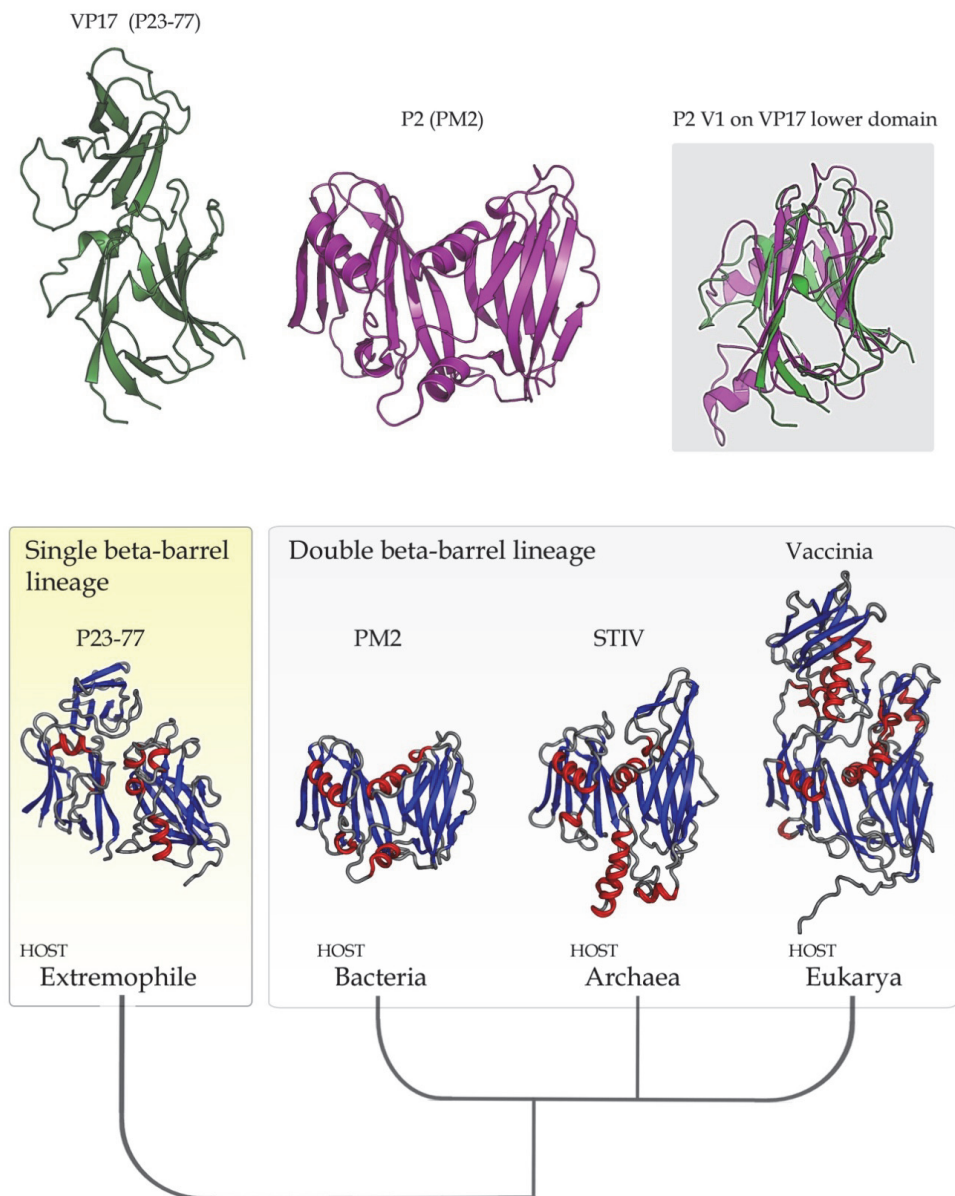 VP17 (P23-77)
P2 (PM2)
P2 V1 on VP17 lower domain
Single beta-barrel
lineage
Double beta-barrel lineage
Vaccinia
P23-77
PM2
STIV
HOST
Extremophile
HOST
Bacteria
HOST
Archaea
HOST
Eukarya